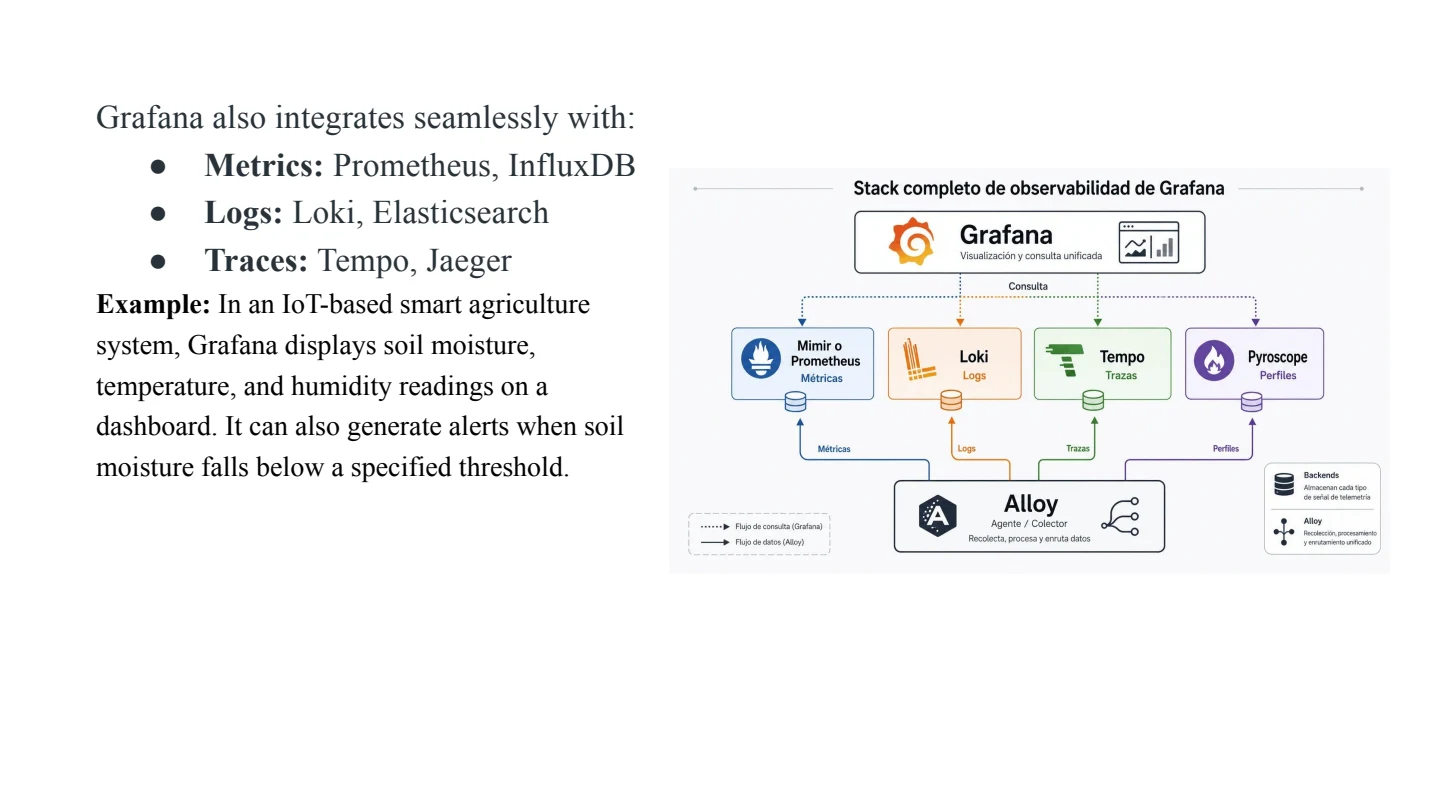 Grafana also integrates seamlessly with:
● Metrics: Prometheus, InfluxDB
● Logs: Loki, Elasticsearch
● Traces: Tempo, Jaeger
Example: In an IoT-based smart agriculture
system, Grafana displays soil moisture,
temperature, and humidity readings on a
dashboard. It can also generate alerts when soil
moisture falls below a specified threshold.
Stack completo de observabilidad de Grafana
Grafana
Visualización y consulta unificada
Consulta
Mimir o
Prometheus
Métricas
Loki
Logs
Tempo
Trazas
Pyroscope
Perfiles
Métricas
Logs
Trazas
Perfiles
Alloy
Agente / Colector
Recolecta, procesa y enruta datos
Flujo de consulta (Grafana)
Flujo de datos (Alloy)
Backends
Almacenan cada tipo
de señal de telemetría
Alloy
Recolección, procesamiento
y enrutamiento unificado